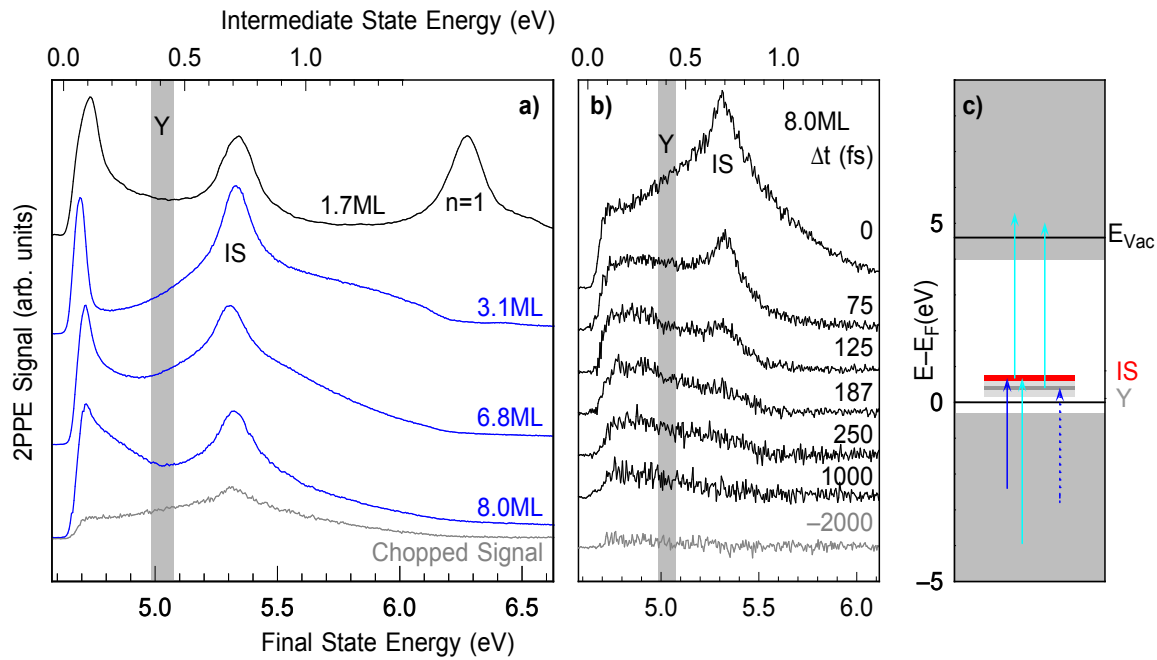 Intermediate State Energy (eV)
0.0 0.5 1.0
0.0 0.5 1.0
a)
Y
1.7ML
n=1
IS
3.1ML
6.8ML
8.0ML
Chopped Signal
2PPE Signal (arb. units)
5.0 5.5 6.0 6.5
Final State Energy (eV)
b)
8.0ML
Δt (fs)
Y
IS
0
75
125
187
250
1000
−2000
5.0 5.5 6.0
c)
E−EF(eV)
5
0
−5
EVac
IS
Y